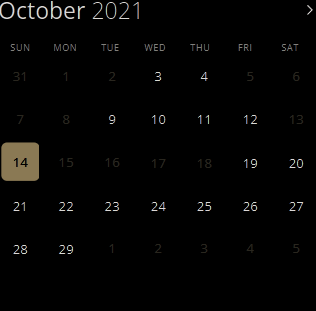 October 2021
SUN MON TUE WED THU FRI SAT
31 1 2 3 4 5 6
7 8 9 10 11 12 13
14 15 16 17 18 19 20
21 22 23 24 25 26 27
28 29 1 2 3 4 5